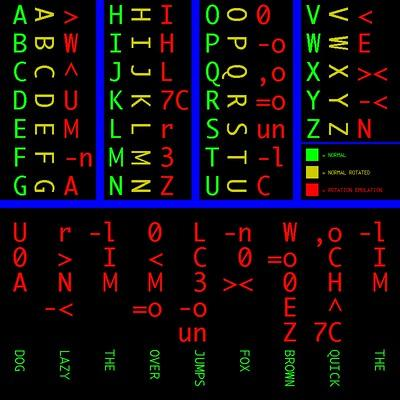 A A >
B B W
C C ^
D D U
E E M
F F -n
G G A
H H I
I I H
J J L
K K 7C
L L r
M M 3
N N Z
O O 0
P P -o
Q Q ,o
R R =o
S S un
T T -l
U U C
V V <
W W E
X X ><
Y Y -<
Z Z N
= NORMAL
= NORMAL ROTATED
= ROTATION EMULATION
U r -l 0 L -n W ,o -l
0 > I < C 0 =o C I
A N M M 3 >< 0 H M
-< =o -o E ^
un Z 7C
DOG LAZY THE OVER JUMPS FOX BROWN QUICK THE